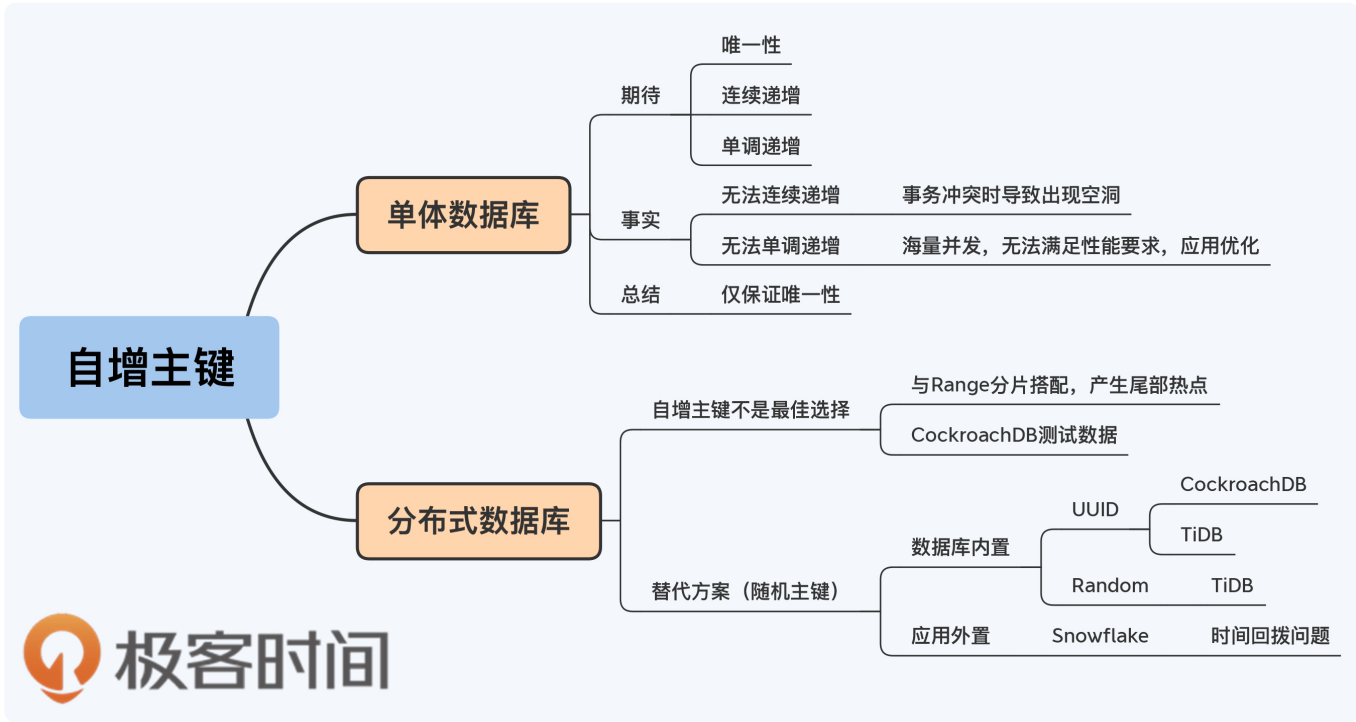 自增主键
单体数据库
期待
唯一性
连续递增
单调递增
事实
无法连续递增
事务冲突时导致出现空洞
无法单调递增
海量并发，无法满足性能要求，应用优化
总结
仅保证唯一性
分布式数据库
自增主键不是最佳选择
与Range分片搭配，产生尾部热点
CockroachDB测试数据
替代方案（随机主键）
数据库内置
UUID
CockroachDB
TiDB
Random
TiDB
应用外置
Snowflake
时间回拨问题
极客时间